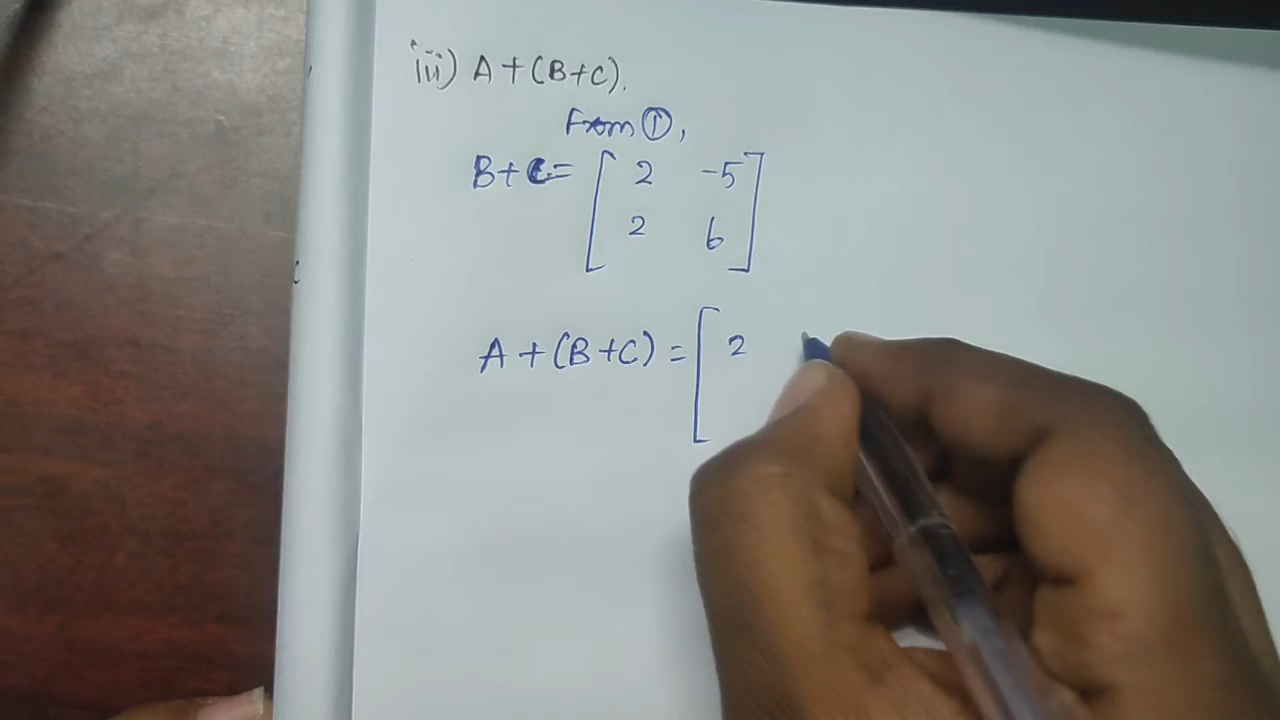 iii) A+(B+C).
From ①,
B+C= [ 2 -5
2 6 ]
A+(B+C) = [ 2